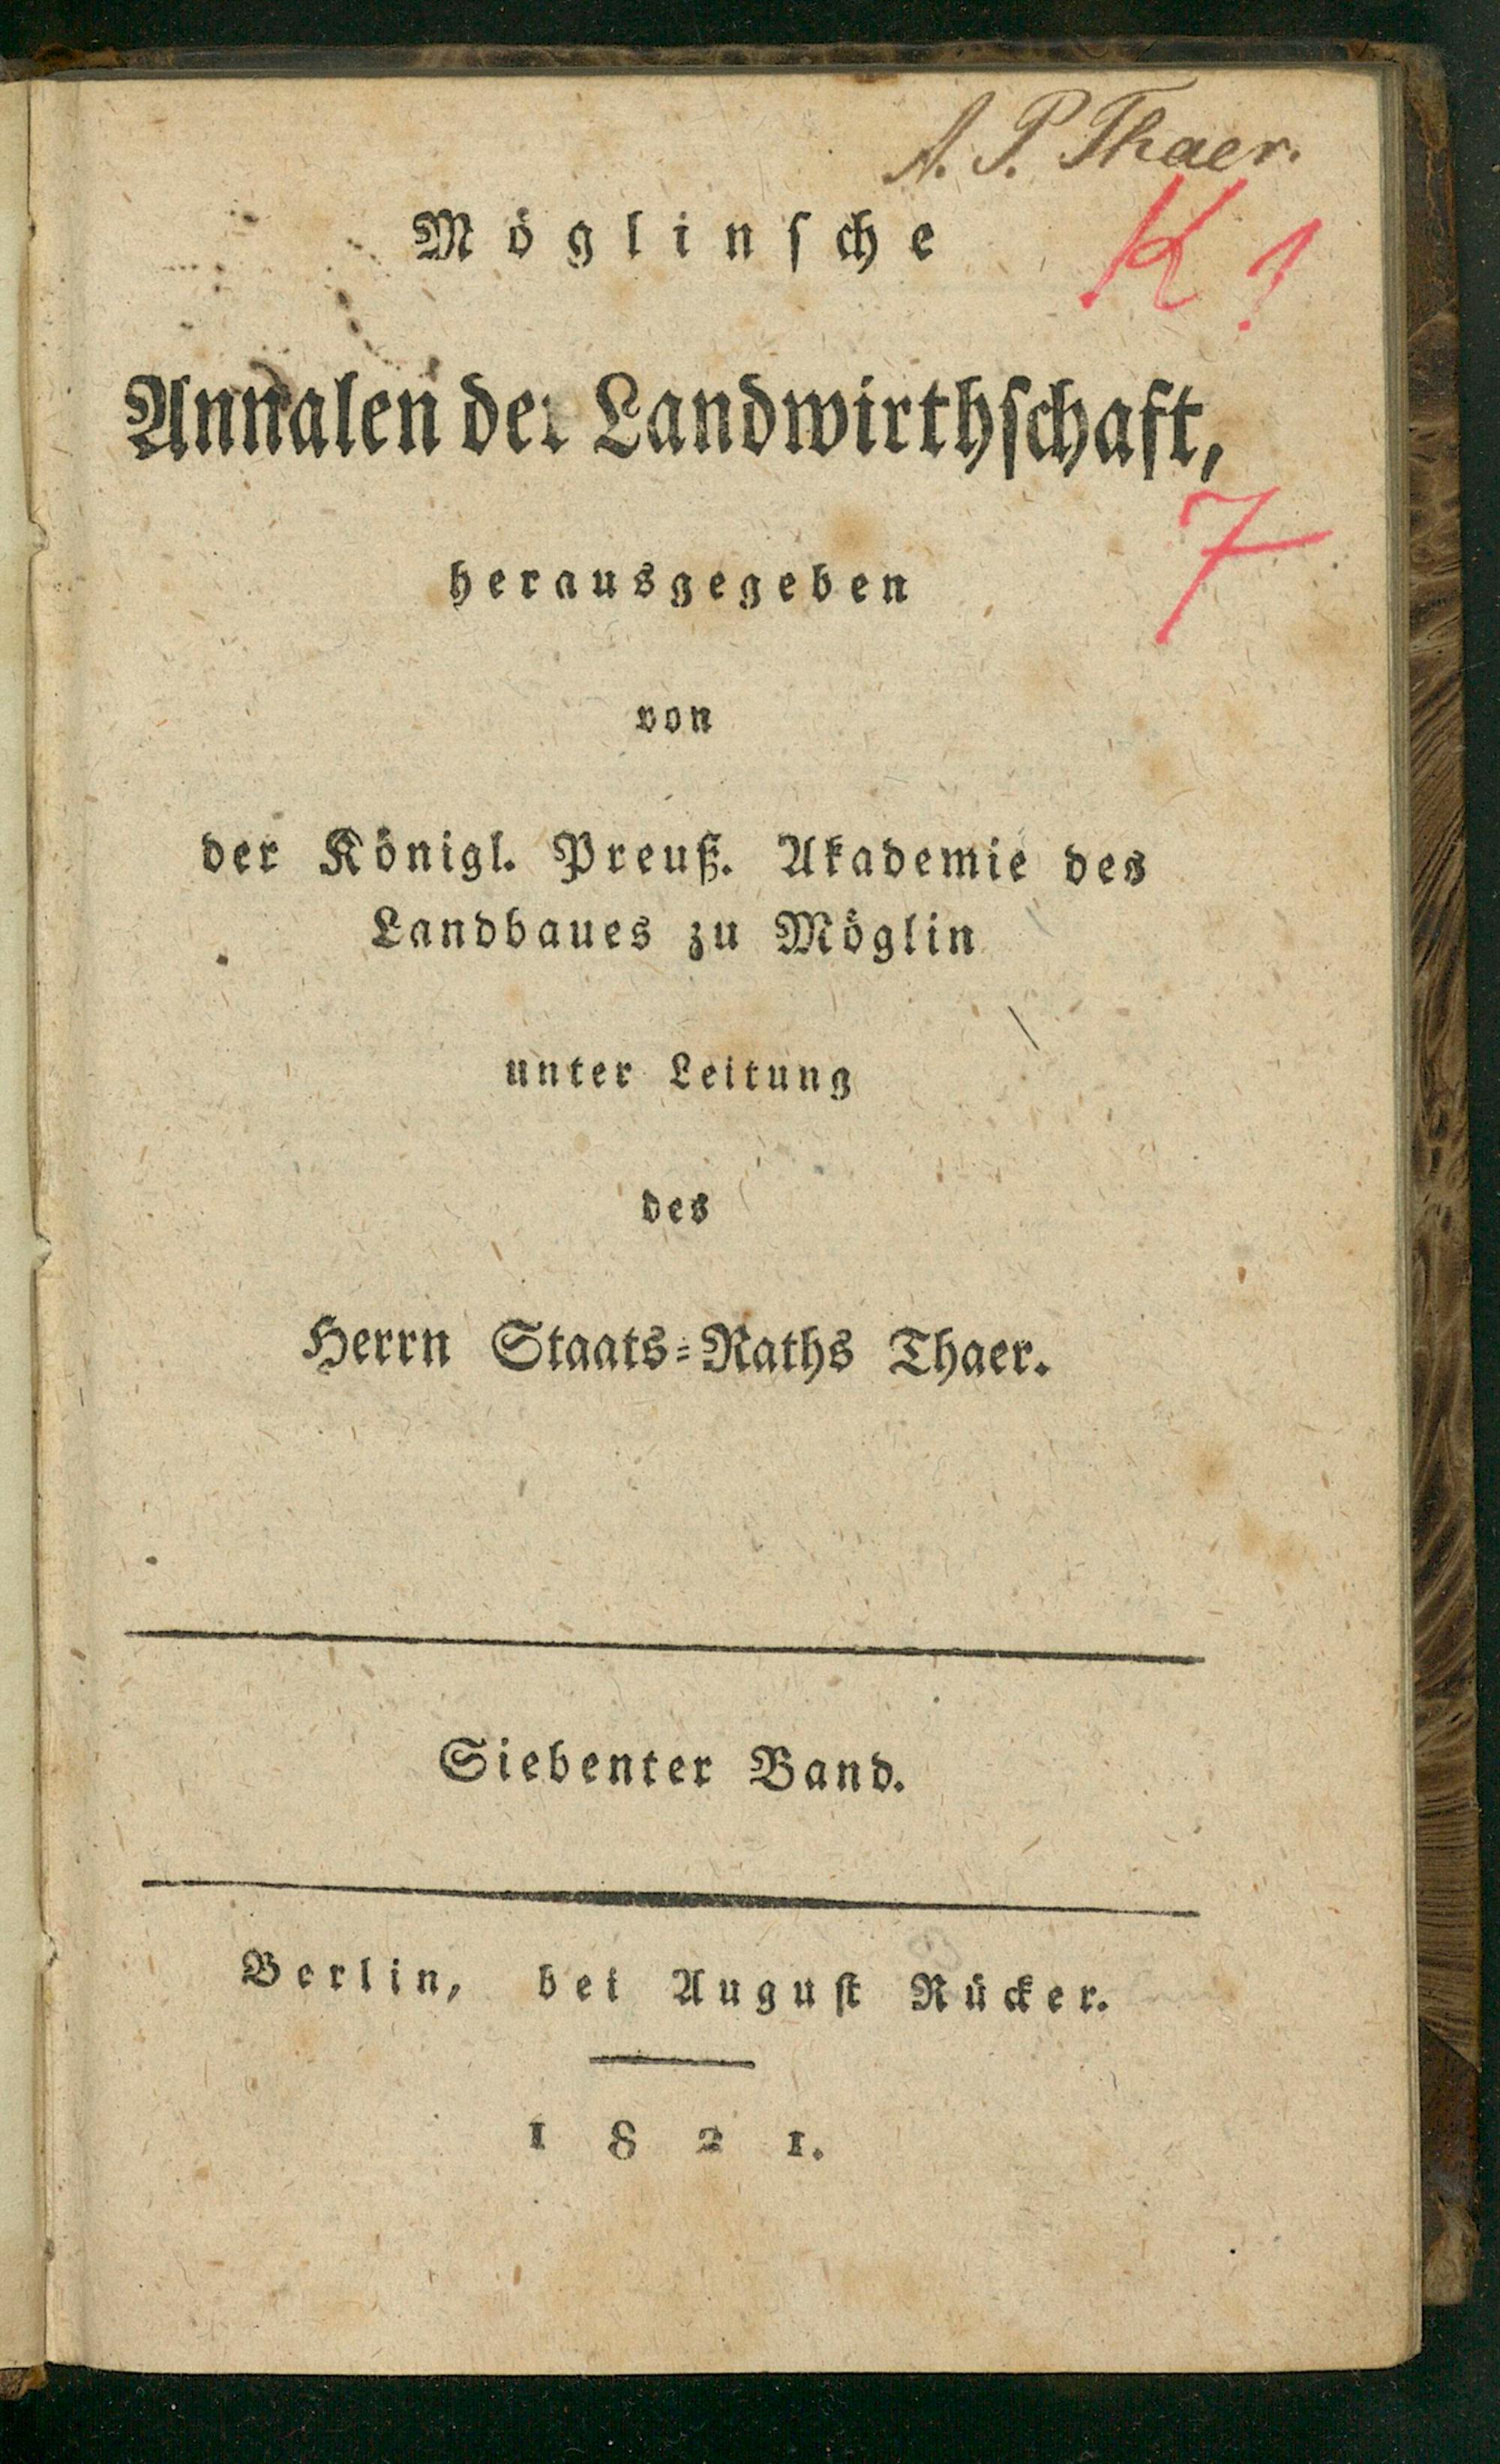 A. P. Thaer.
Möglinsche
K 1
Annalen der Landwirthschaft,
7
herausgegeben
von
der Königl. Preuß. Akademie des
Landbaues zu Möglin
unter Leitung
des
Herrn Staats-Raths Thaer.
Siebenter Band.
Berlin, bei August Rücker.
1821.